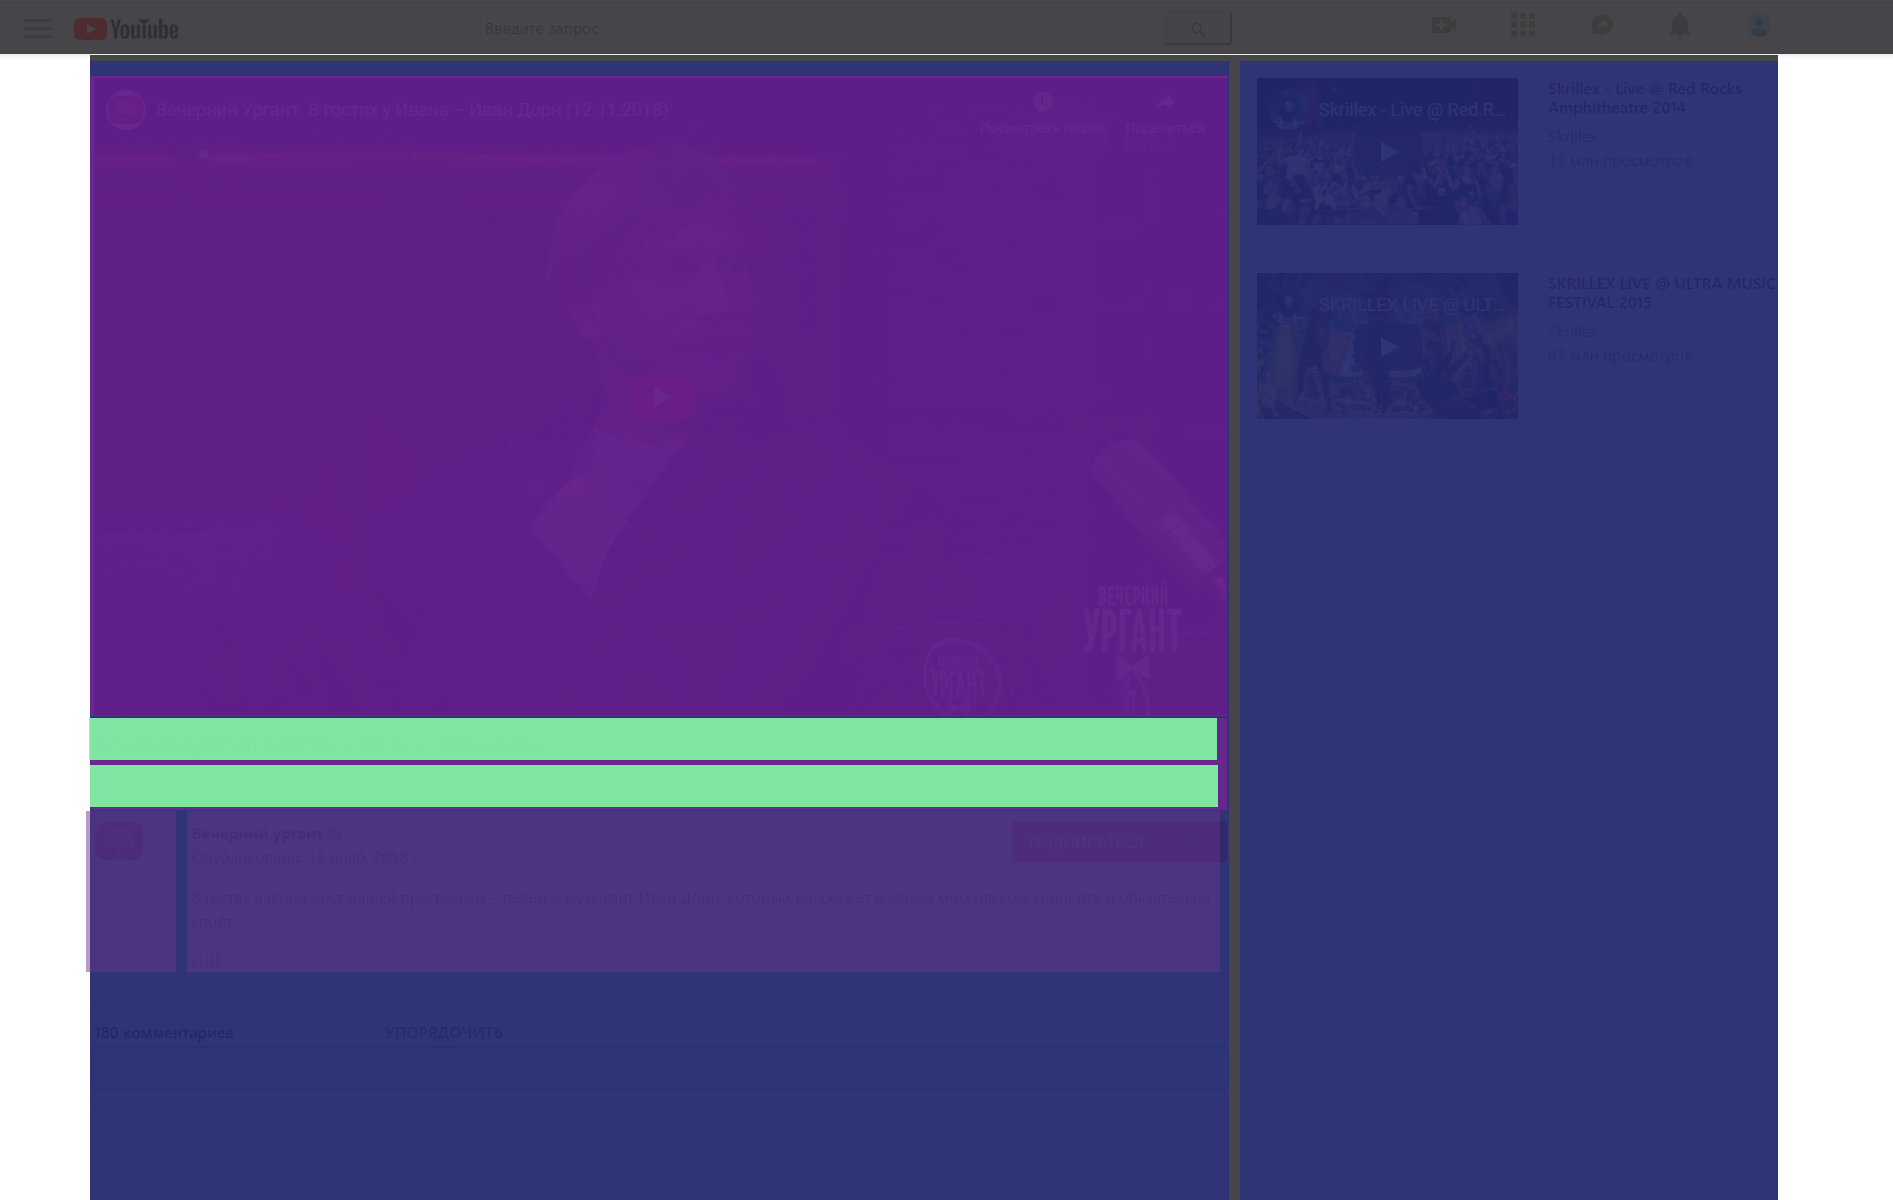 YouTube
Введите запрос
Вечерний Ургант. В гостях у Ивана – Иван Дорн (12.11.2018)
Посмотреть позже
Поделиться
ВЕЧЕРНИЙ
УРГАНТ
УРГАНТ
Вечерний ургант
Опубликовано: 12 нояб. 2018 г.
ПОДПИСАТЬСЯ
В гостях давний друг нашей программы – певец и музыкант Иван Дорн, который расскажет о своем московском концерте и обязательно
споёт!
ЕЩЁ
180 комментариев
УПОРЯДОЧИТЬ
Skrillex - Live @ Red R...
Skrillex - Live @ Red Rocks
Amphitheatre 2014
Skrillex
11 млн просмотров
SKRILLEX LIVE @ ULT...
SKRILLEX LIVE @ ULTRA MUSIC
FESTIVAL 2015
Skrillex
67 млн просмотров